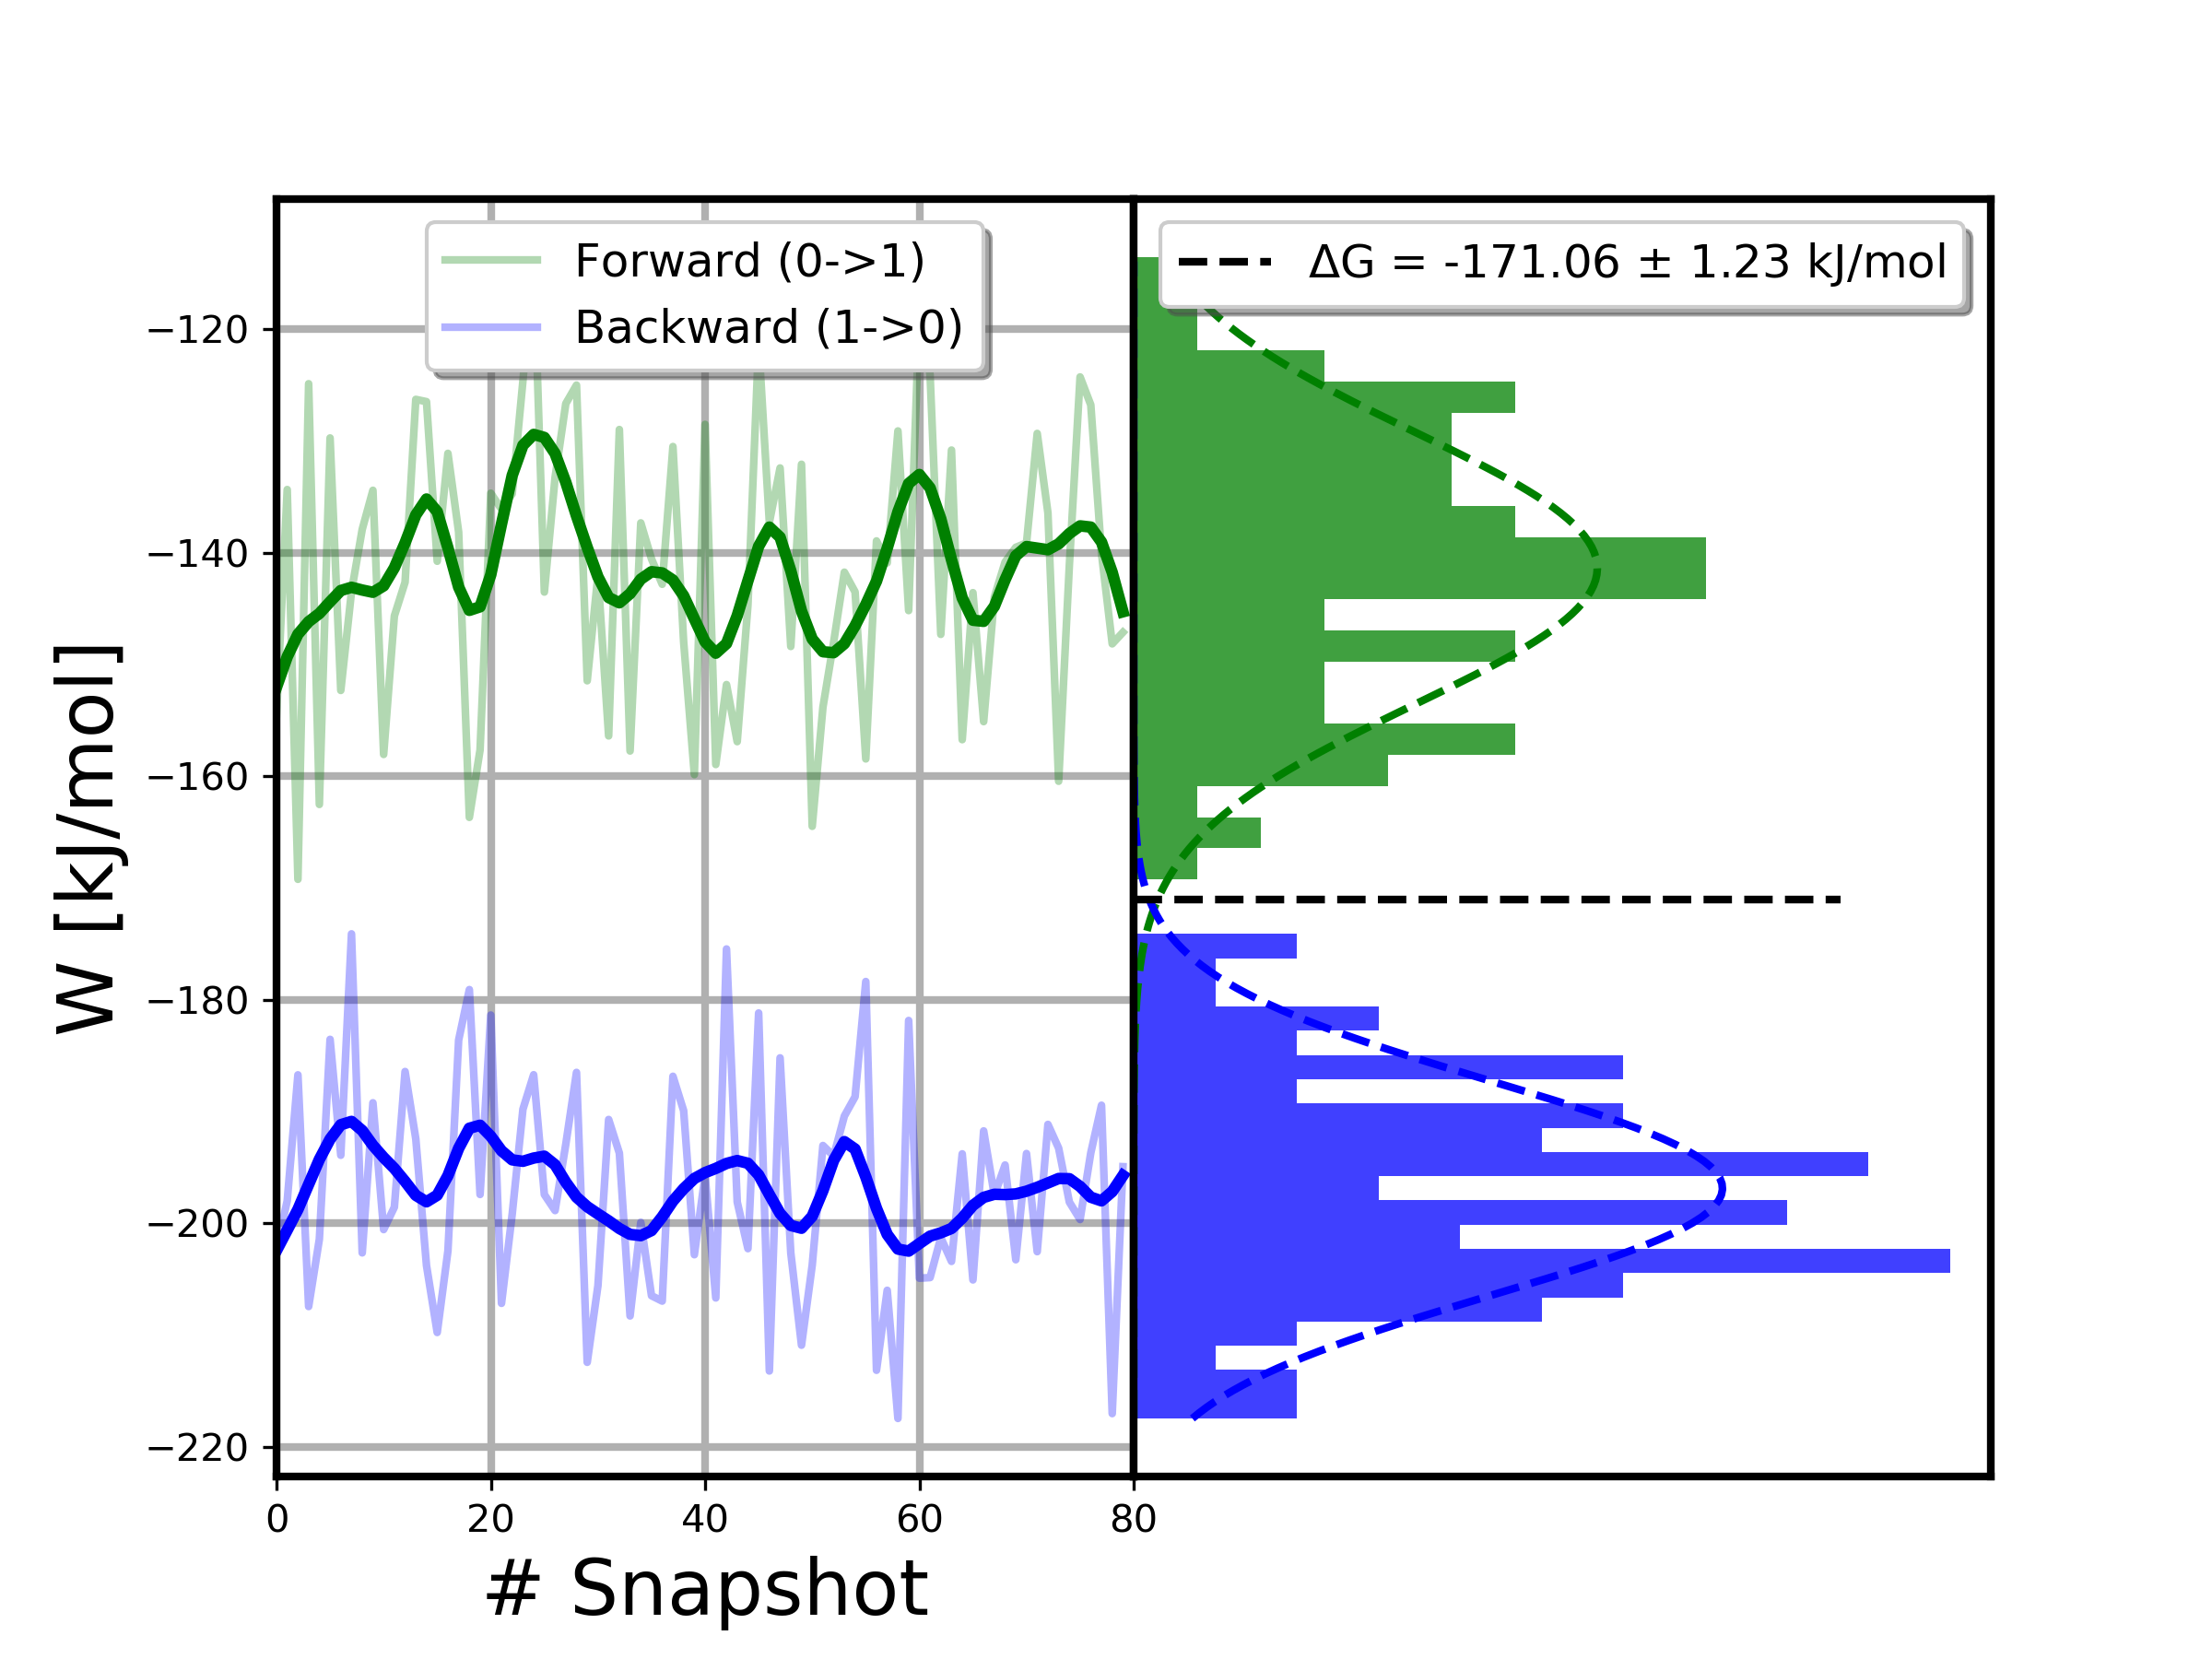 Forward (0->1)
Backward (1->0)
ΔG = -171.06 ± 1.23 kJ/mol
W [kJ/mol]
−120
−140
−160
−180
−200
−220
0 20 40 60 80
# Snapshot